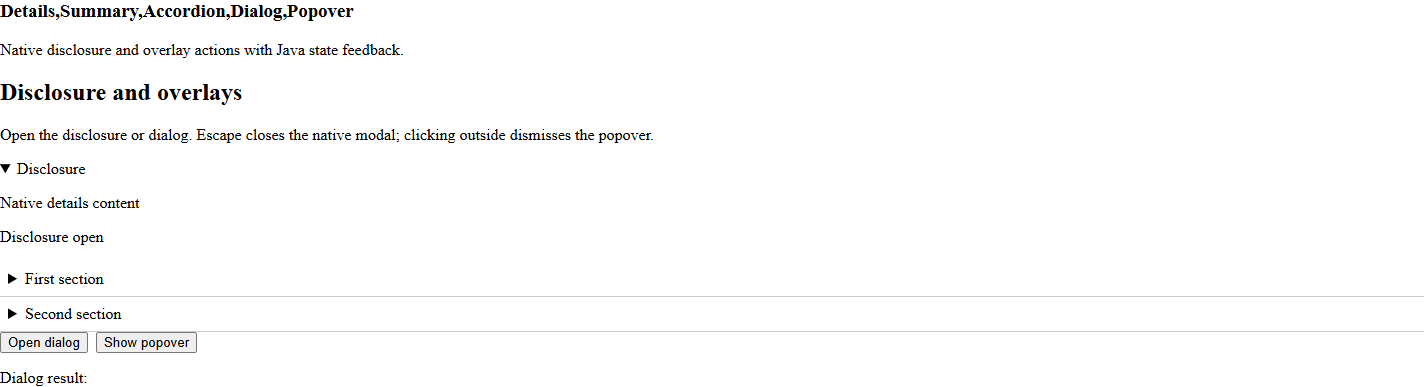 Details,Summary,Accordion,Dialog,Popover
Native disclosure and overlay actions with Java state feedback.
Disclosure and overlays
Open the disclosure or dialog. Escape closes the native modal; clicking outside dismisses the popover.
Disclosure
Native details content
Disclosure open
First section
Second section
Open dialog Show popover
Dialog result: